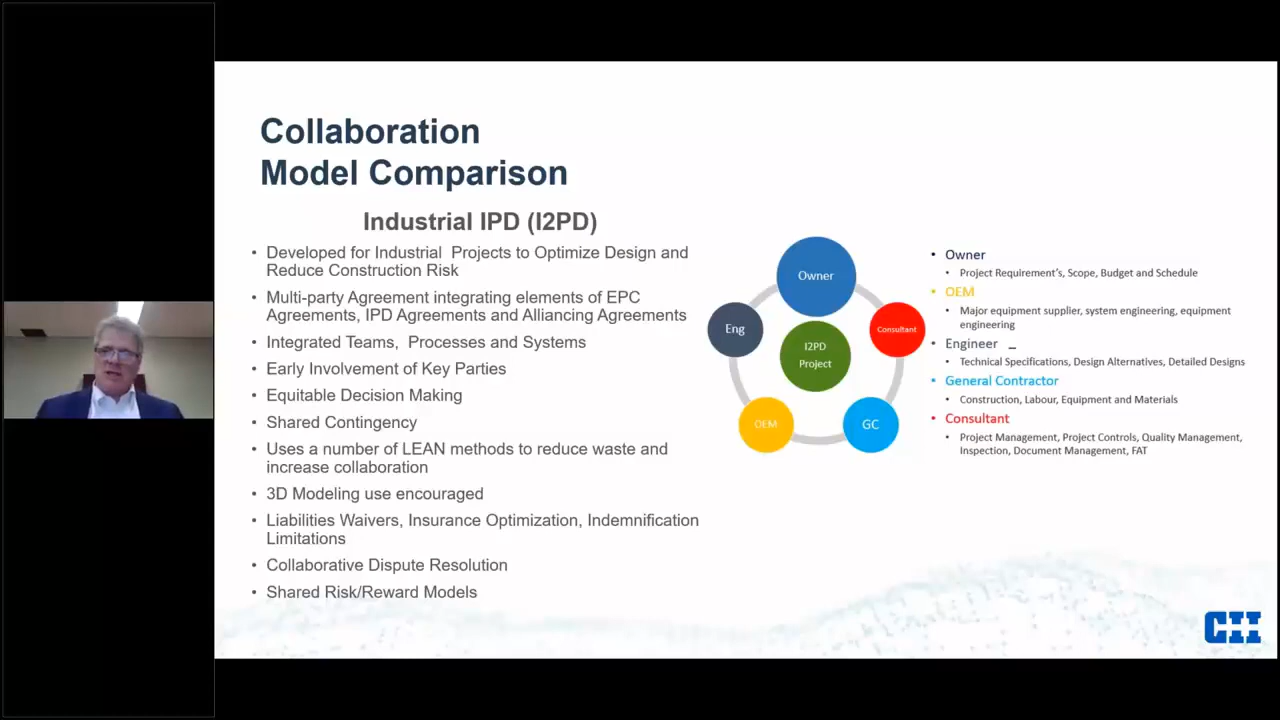 Collaboration
Model Comparison
Industrial IPD (I2PD)
• Developed for Industrial Projects to Optimize Design and
Reduce Construction Risk
• Multi-party Agreement integrating elements of EPC
Agreements, IPD Agreements and Alliancing Agreements
• Integrated Teams, Processes and Systems
• Early Involvement of Key Parties
• Equitable Decision Making
• Shared Contingency
• Uses a number of LEAN methods to reduce waste and
increase collaboration
• 3D Modeling use encouraged
• Liabilities Waivers, Insurance Optimization, Indemnification
Limitations
• Collaborative Dispute Resolution
• Shared Risk/Reward Models
Owner
Eng
Consultant
I2PD
Project
OEM
GC
• Owner
• Project Requirement's, Scope, Budget and Schedule
• OEM
• Major equipment supplier, system engineering, equipment
engineering
• Engineer _
• Technical Specifications, Design Alternatives, Detailed Designs
• General Contractor
• Construction, Labour, Equipment and Materials
• Consultant
• Project Management, Project Controls, Quality Management,
Inspection, Document Management, FAT
CII